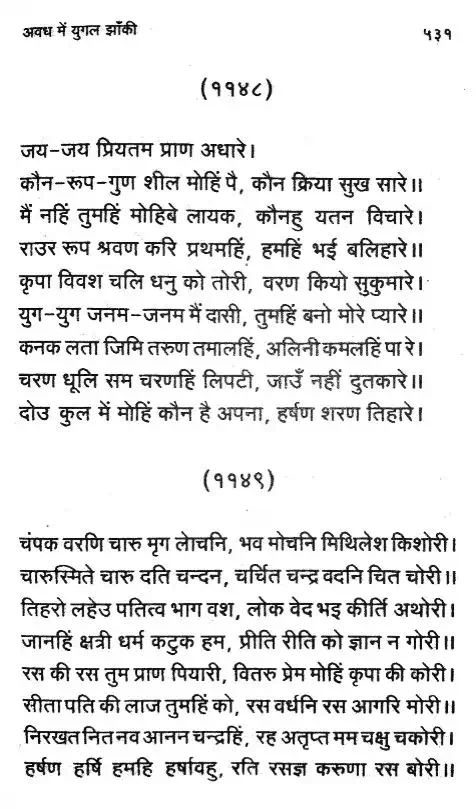 अवध में युगल झाँकी ५३१
(११४८)
जय-जय प्रियतम प्राण अधारे।
कौन-रूप-गुण शील मोहिं पै, कौन क्रिया सुख सारे॥
मैं नहिं तुमहिं मोहिबे लायक, कौनहु यतन विचारे।
राउर रूप श्रवण करि प्रथमहिं, हमहिं भई बलिहारे॥
कृपा विवश चलि धनु को तोरी, वरण कियो सुकुमारे।
युग-युग जनम-जनम मैं दासी, तुमहिं बनो मोरे प्यारे॥
कनक लता जिमि तरुण तमालहिं, अलिनी कमलहिं पा रे।
चरण धूलि सम चरणहिं लिपटी, जाउँ नहीं दुतकारे॥
दोउ कुल में मोहिं कौन है अपना, हर्षण शरण तिहारे।
(११४९)
चंपक वरणि चारु मृग लोचनि, भव मोचनि मिथिलेश किशोरी।
चारुस्मिते चारु दति चन्दन, चर्चित चन्द्र वदनि चित चोरी॥
तिहरो लहेउ पतित्व भाग वश, लोक वेद भइ कीर्ति अथोरी।
जानहिं क्षत्री धर्म कटुक हम, प्रीति रीति को ज्ञान न गोरी॥
रस की रस तुम प्राण पियारी, वितरु प्रेम मोहिं कृपा की कोरी।
सीता पति की लाज तुमहिं को, रस वर्धनि रस आगरि मोरी॥
निरखत नित नव आनन चन्द्रहिं, रह अतृप्त मम चक्षु चकोरी।
हर्षण हर्षि हमहि हर्षावहु, रति रसज्ञ करुणा रस बोरी॥